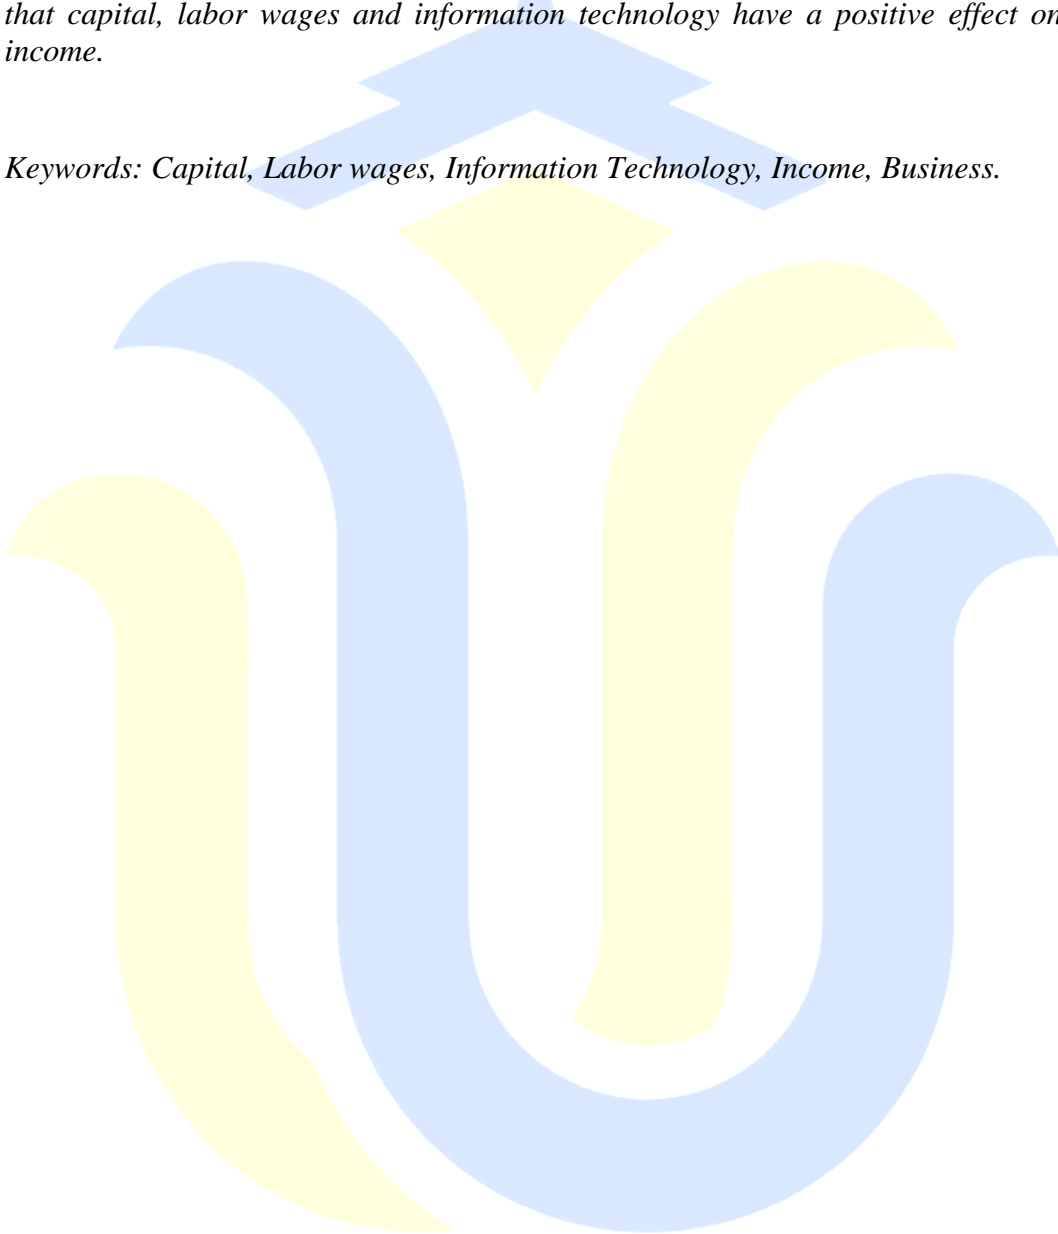 that capital, labor wages and information technology have a positive effect on
income.
Keywords: Capital, Labor wages, Information Technology, Income, Business.